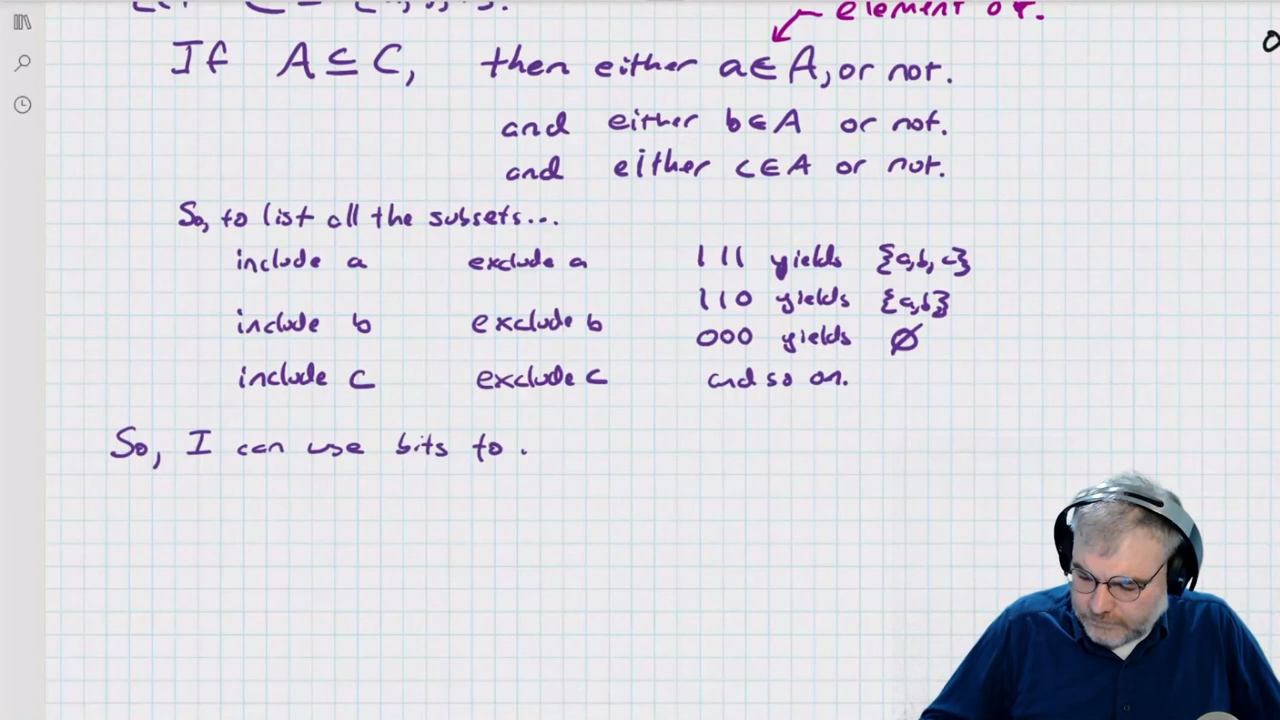 element of.
If A ⊆ C, then either a ∈ A, or not.
and either b ∈ A or not.
and either c ∈ A or not.
So, to list all the subsets...
include a exclude a 111 yields {a,b,c}
110 yields {a,b}
include b exclude b
000 yields ∅
include c exclude c and so on.
So, I can use bits to .